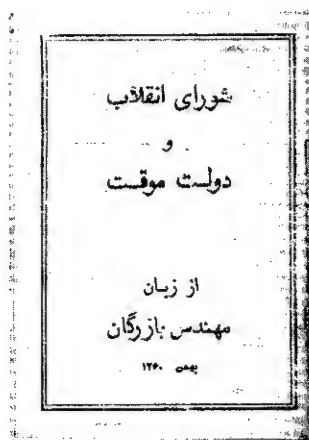 شورای انقلاب
و
دولت موقت
از زبان
مهندس بازرگان
بهمن ۱۳۶۰